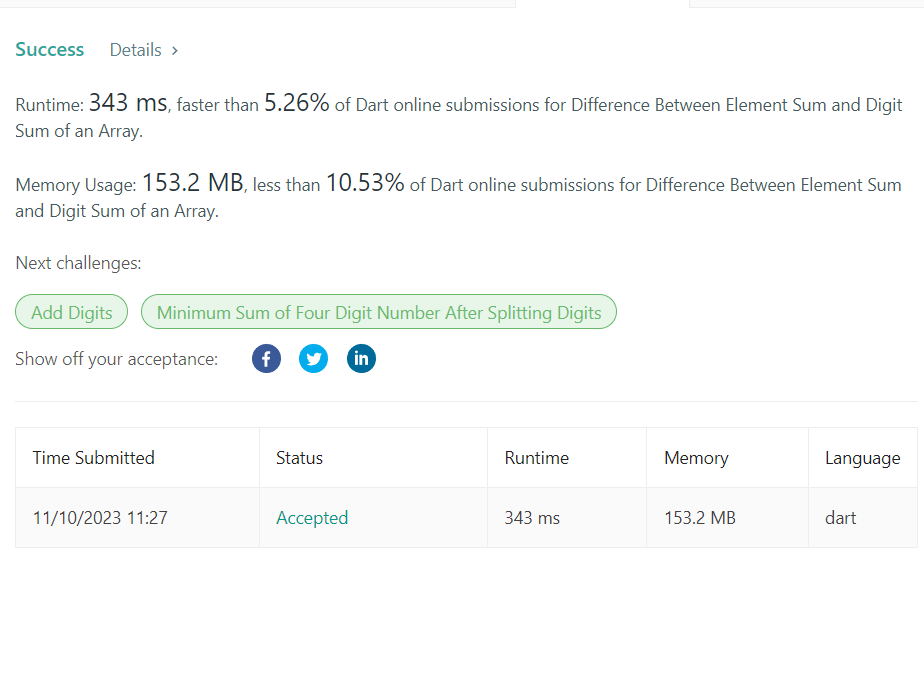 Success Details >
Runtime: 343 ms, faster than 5.26% of Dart online submissions for Difference Between Element Sum and Digit
Sum of an Array.
Memory Usage: 153.2 MB, less than 10.53% of Dart online submissions for Difference Between Element Sum
and Digit Sum of an Array.
Next challenges:
Add Digits Minimum Sum of Four Digit Number After Splitting Digits
Show off your acceptance:
Time Submitted Status Runtime Memory Language
11/10/2023 11:27 Accepted 343 ms 153.2 MB dart